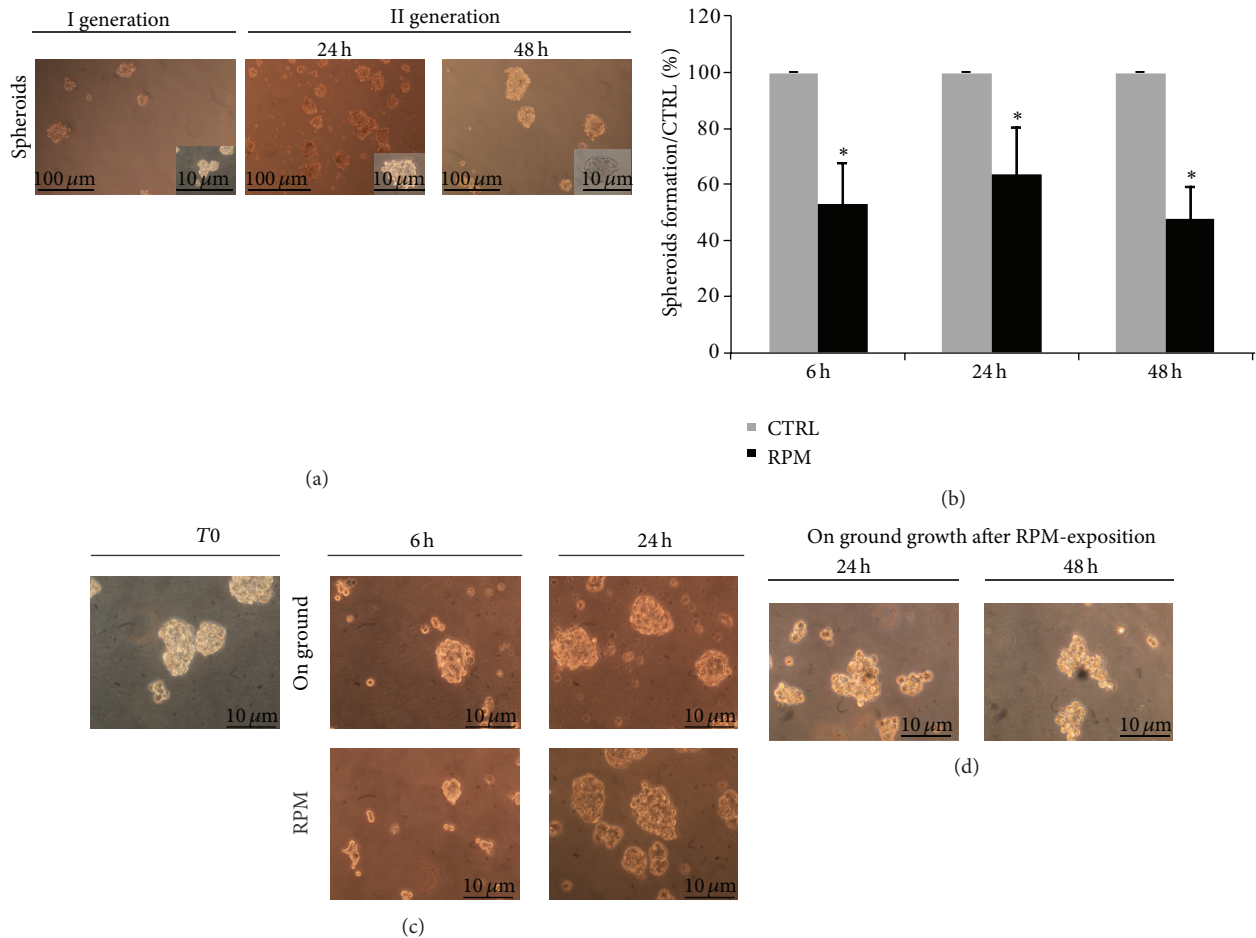 I generation
II generation
24 h
48 h
Spheroids
100 μm
10 μm
100 μm
10 μm
100 μm
10 μm
(a)
Spheroids formation/CTRL (%)
120
100
80
60
40
20
0
*
*
*
6 h
24 h
48 h
CTRL
RPM
(b)
T0
6 h
24 h
On ground
10 μm
10 μm
10 μm
RPM
10 μm
10 μm
(c)
On ground growth after RPM-exposition
24 h
48 h
10 μm
10 μm
(d)